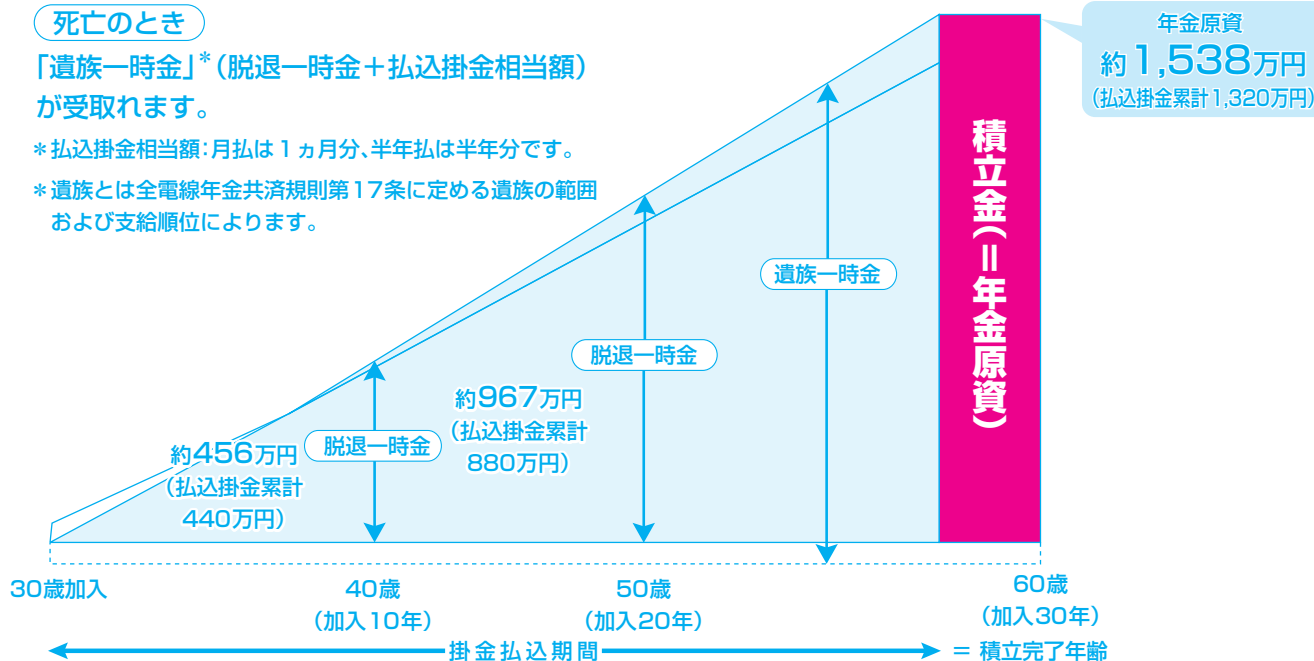 死亡のとき
「遺族一時金」*(脱退一時金＋払込掛金相当額)
が受取れます。
*払込掛金相当額：月払は1ヵ月分、半年払は半年分です。
*遺族とは全電線年金共済規則第17条に定める遺族の範囲
および支給順位によります。
年金原資
約1,538万円
(払込掛金累計1,320万円)
積立金(＝年金原資)
遺族一時金
脱退一時金
約967万円
(払込掛金累計
880万円)
脱退一時金
約456万円
(払込掛金累計
440万円)
30歳加入
40歳
(加入10年)
50歳
(加入20年)
60歳
(加入30年)
掛金払込期間
＝ 積立完了年齢